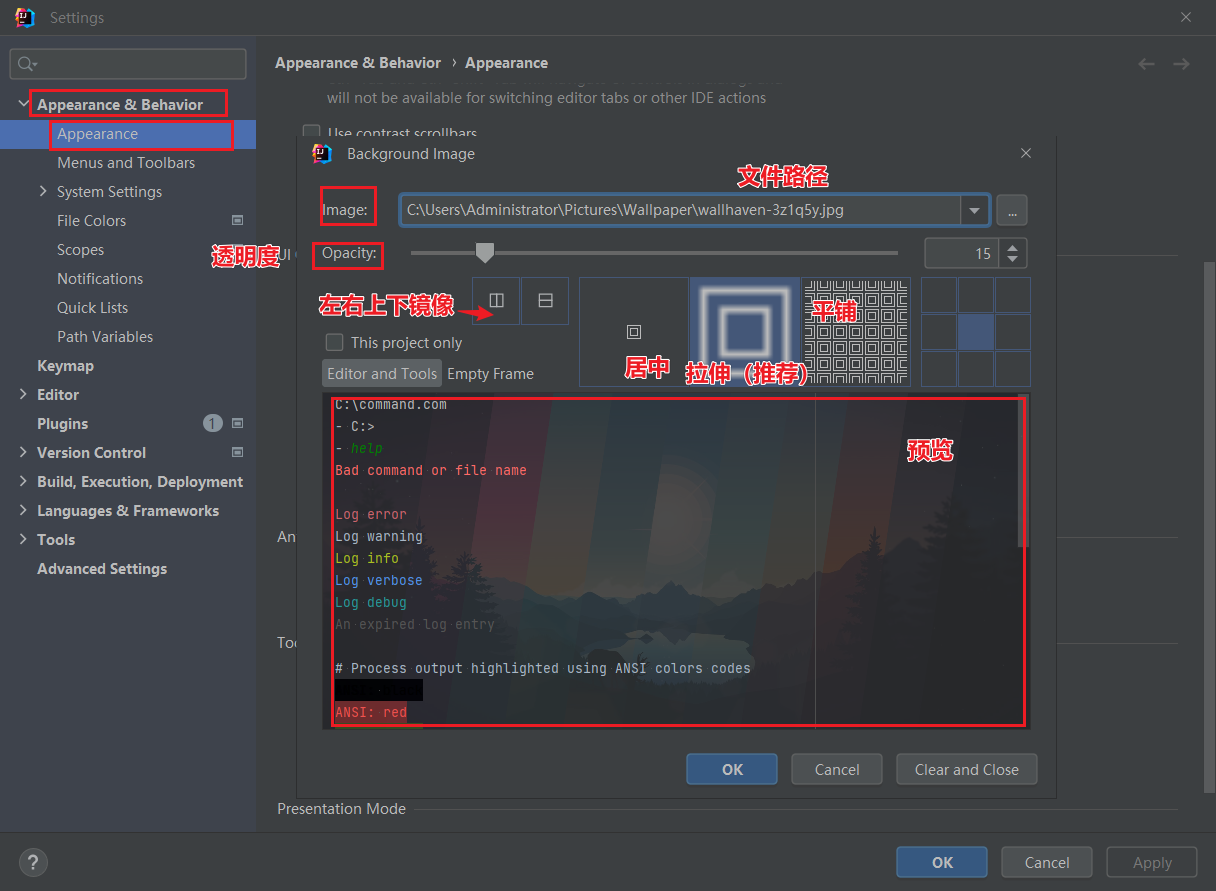 Settings
Appearance & Behavior › Appearance
will not be available for switching editor tabs or other IDE actions
Use contrast scrollbars
Appearance & Behavior
Appearance
Menus and Toolbars
System Settings
File Colors
Scopes
Notifications
Quick Lists
Path Variables
Keymap
Editor
Plugins 1
Version Control
Build, Execution, Deployment
Languages & Frameworks
Tools
Advanced Settings
Background Image
文件路径
Image: C:\Users\Administrator\Pictures\Wallpaper\wallhaven-3z1q5y.jpg ...
透明度
UI
Opacity: 15
左右上下镜像
平铺
This project only
居中
拉伸（推荐）
Editor and Tools Empty Frame
C:\command.com
- C:>
- help
预览
Bad command or file name
Log error
Log warning
An
Log info
Log verbose
Log debug
An expired log entry
Too
# Process output highlighted using ANSI colors codes
ANSI: red
OK Cancel Clear and Close
Presentation Mode
? OK Cancel Apply